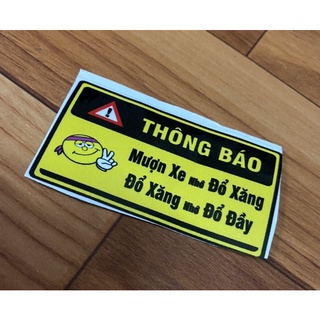 THÔNG BÁO
Mượn Xe Nhớ Đổ Xăng
Đổ Xăng Nhớ Đổ Đầy